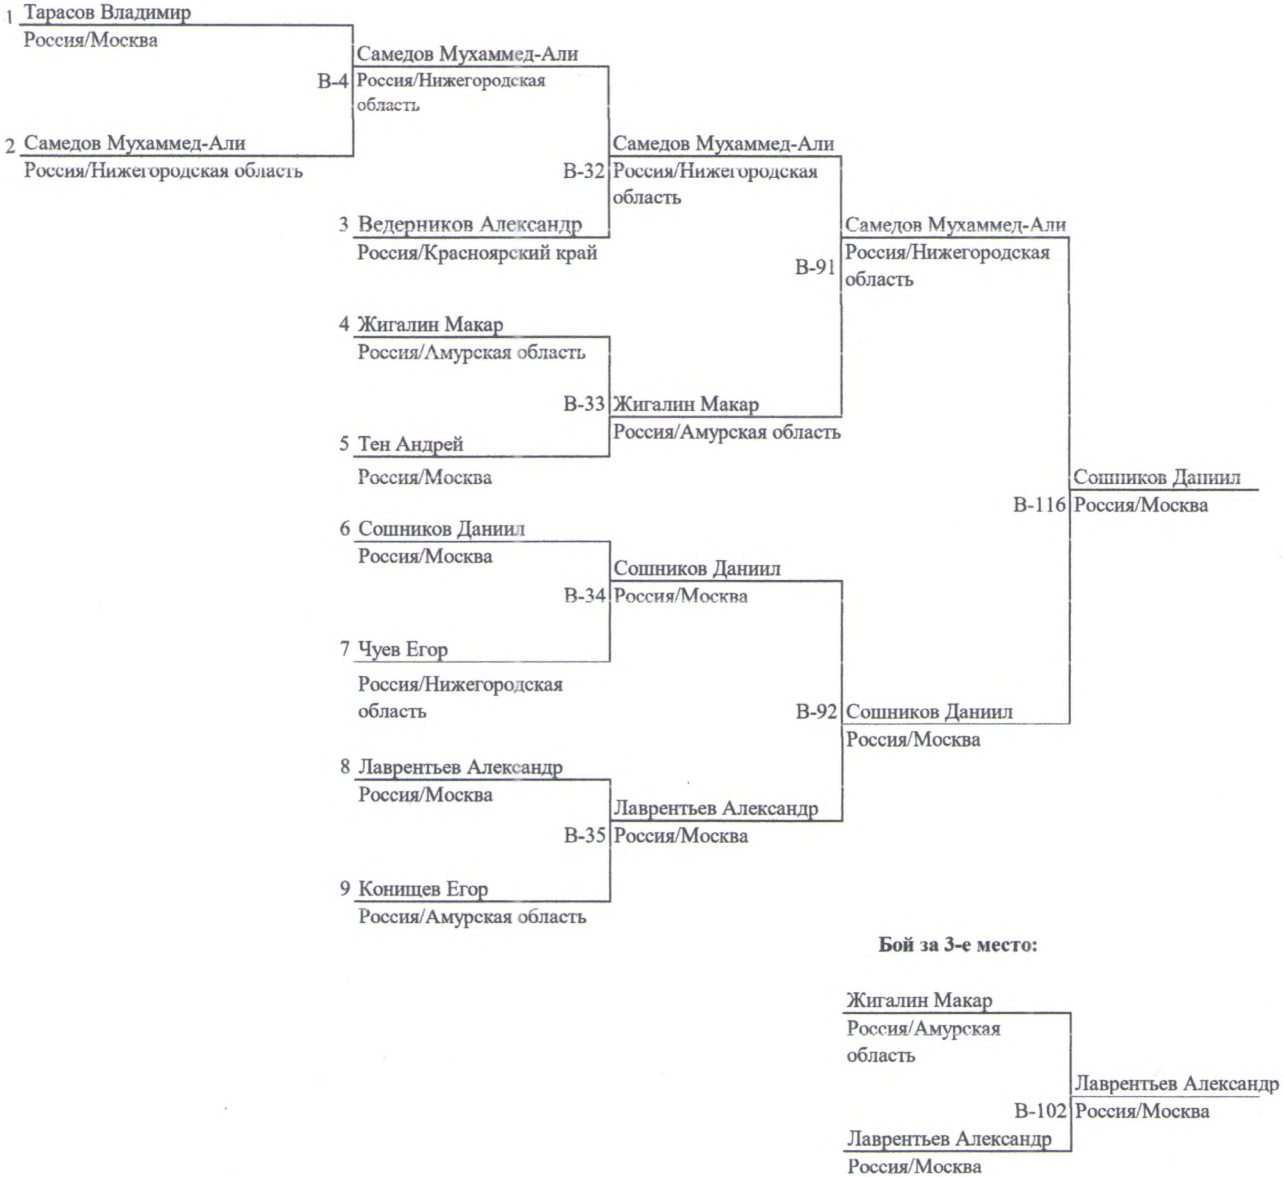 1 Тарасов Владимир
Россия/Москва
Самедов Мухаммед-Али
В-4 Россия/Нижегородская
область
2 Самедов Мухаммед-Али
Россия/Нижегородская область
Самедов Мухаммед-Али
В-32 Россия/Нижегородская
область
3 Ведерников Александр
Россия/Красноярский край
Самедов Мухаммед-Али
В-91 Россия/Нижегородская
область
4 Жигалин Макар
Россия/Амурская область
В-33 Жигалин Макар
Россия/Амурская область
5 Тен Андрей
Россия/Москва
Сошников Даниил
В-116 Россия/Москва
6 Сошников Даниил
Россия/Москва
Сошников Даниил
В-34 Россия/Москва
7 Чуев Егор
Россия/Нижегородская
область
В-92 Сошников Даниил
Россия/Москва
8 Лаврентьев Александр
Россия/Москва
Лаврентьев Александр
В-35 Россия/Москва
9 Конищев Егор
Россия/Амурская область
Бой за 3-е место:
Жигалин Макар
Россия/Амурская
область
Лаврентьев Александр
В-102 Россия/Москва
Лаврентьев Александр
Россия/Москва